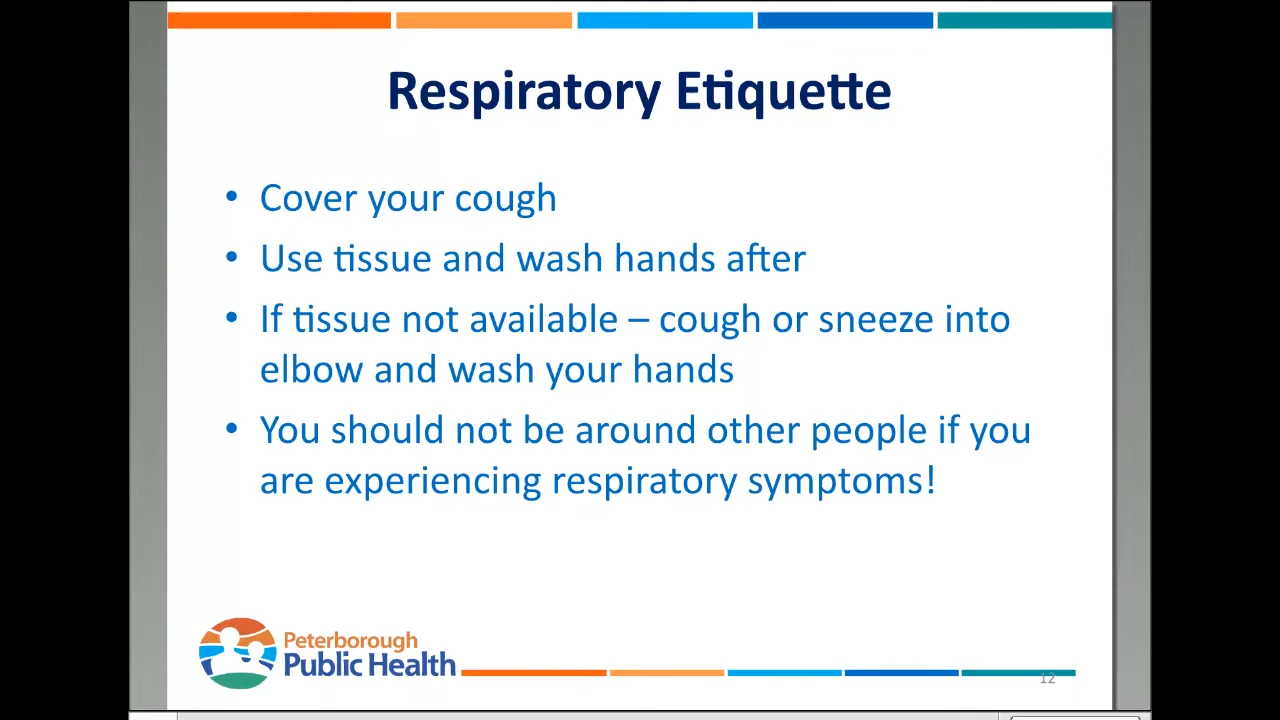 Respiratory Etiquette
• Cover your cough
• Use tissue and wash hands after
• If tissue not available – cough or sneeze into
elbow and wash your hands
• You should not be around other people if you
are experiencing respiratory symptoms!
Peterborough
Public Health
12